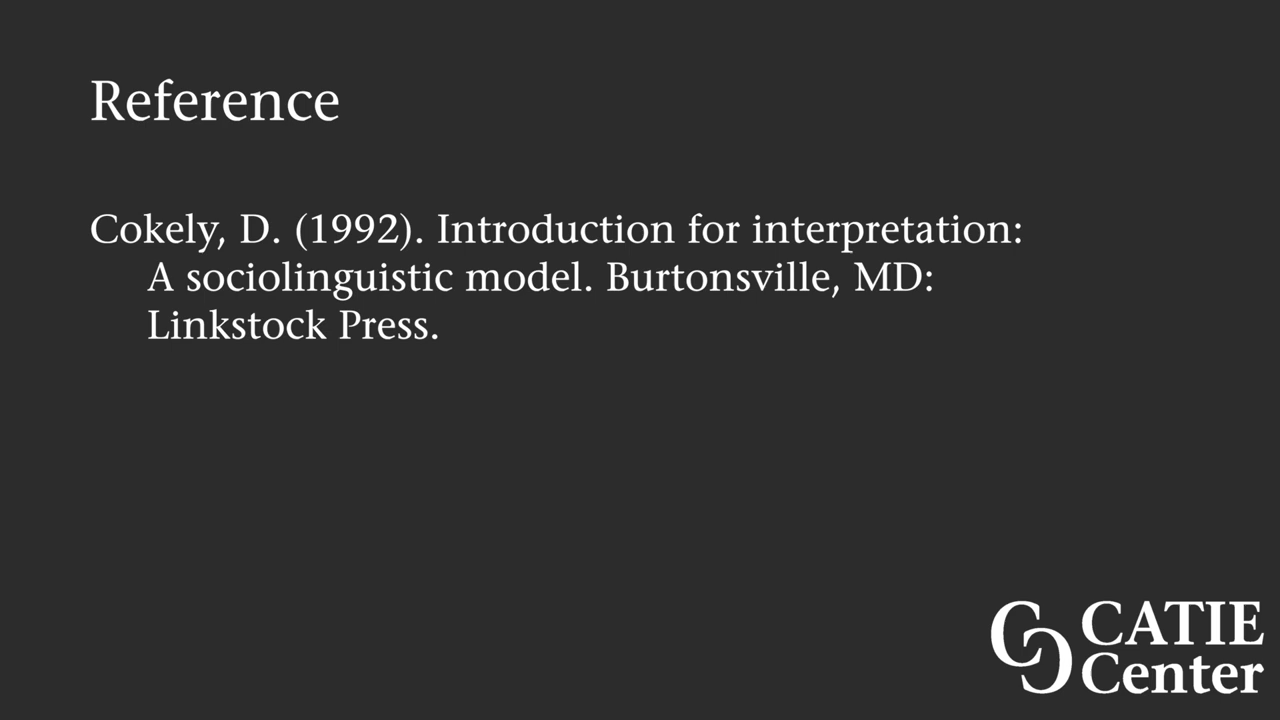 Reference
Cokely, D. (1992). Introduction for interpretation:
A sociolinguistic model. Burtonsville, MD:
Linkstock Press.
CATIE
Center